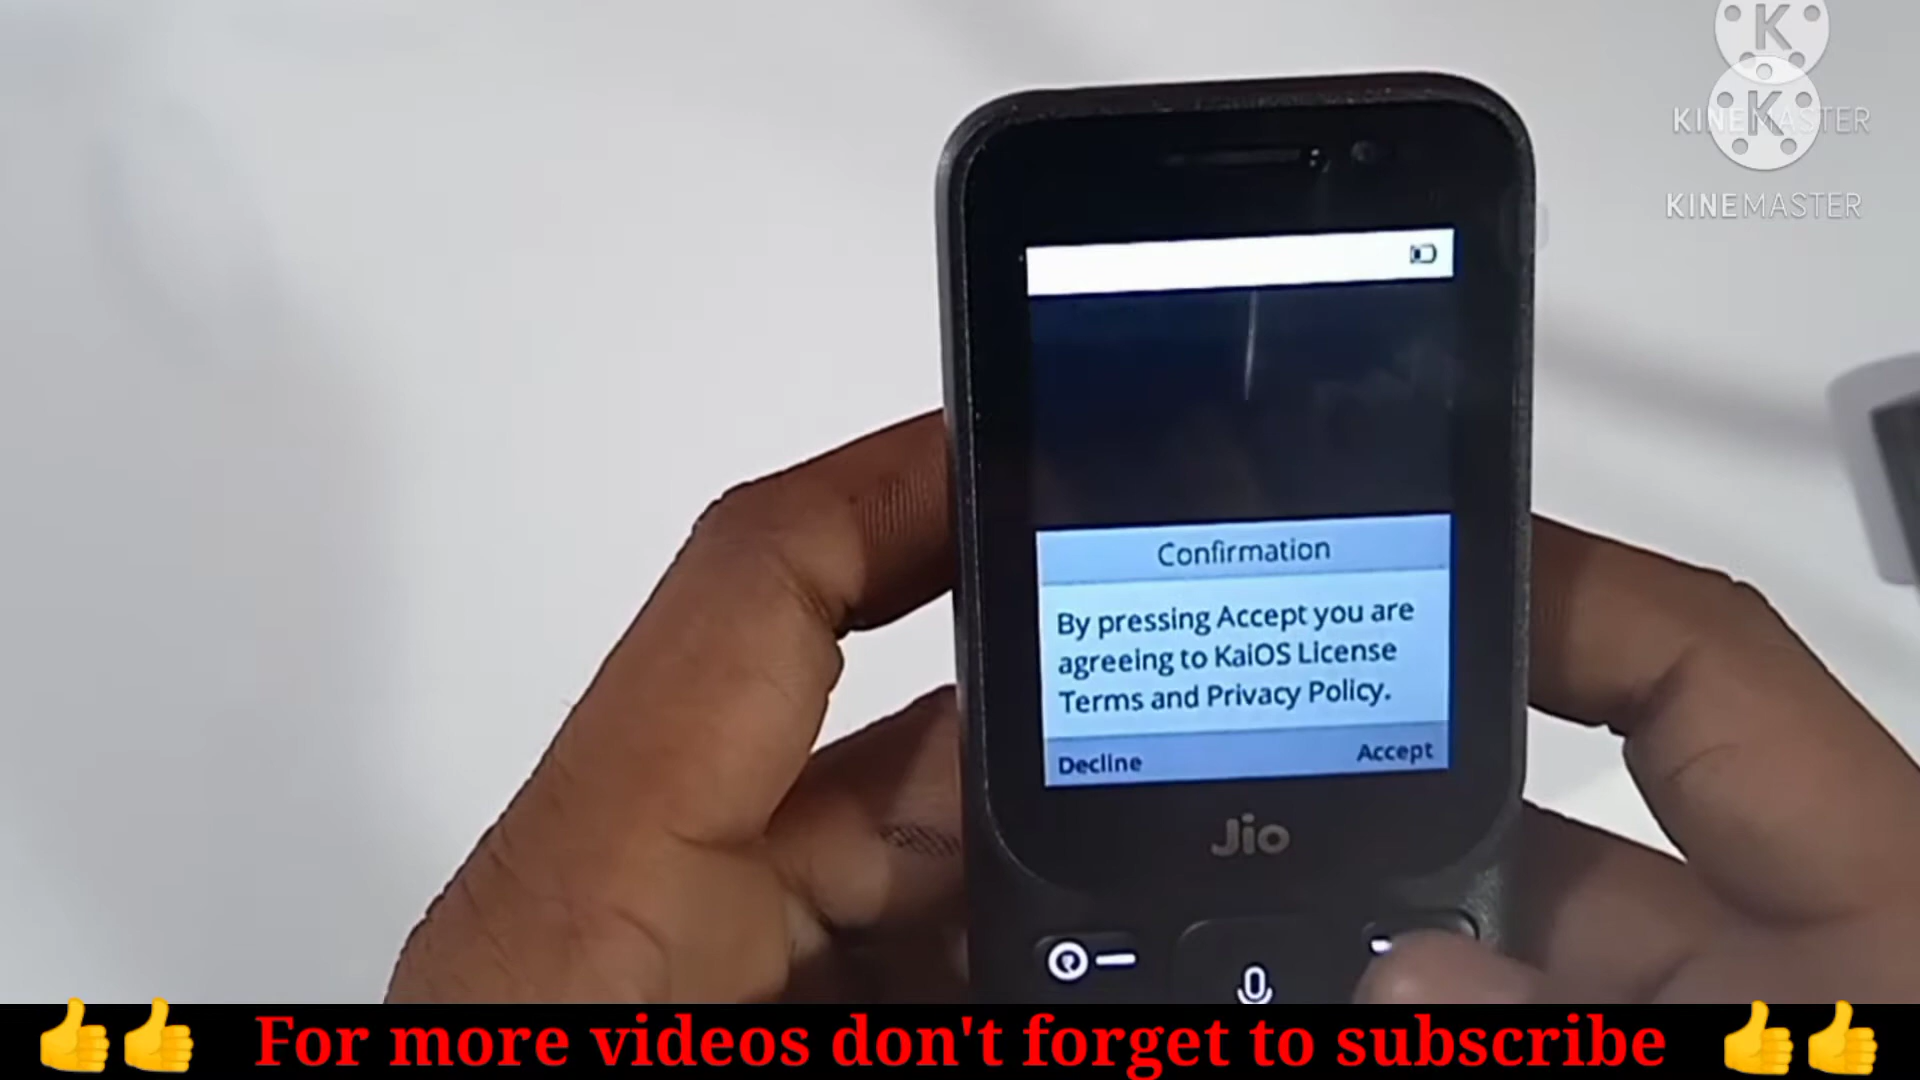 K
KINEMASTER
K
KINEMASTER
Confirmation
By pressing Accept you are
agreeing to KaiOS License
Terms and Privacy Policy.
Decline
Accept
Jio
👍👍 For more videos don't forget to subscribe 👍👍